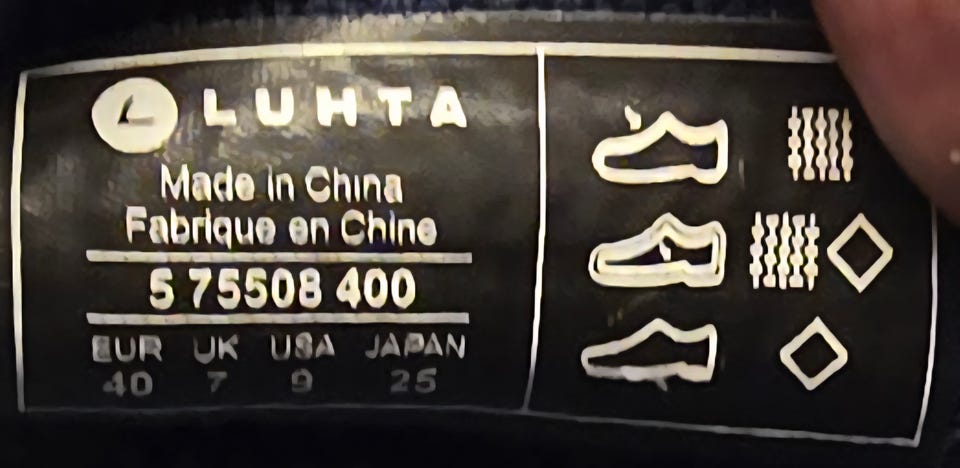 LUHTA
Made in China
Fabrique en Chine
5 75508 400
EUR UK USA JAPAN
40 7 9 25